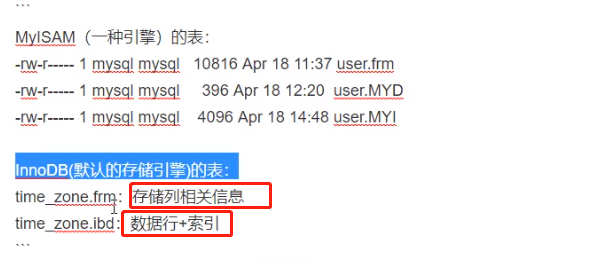 ```
MyISAM（一种引擎）的表：
-rw-r----- 1 mysql mysql 10816 Apr 18 11:37 user.frm
-rw-r----- 1 mysql mysql 396 Apr 18 12:20 user.MYD
-rw-r----- 1 mysql mysql 4096 Apr 18 14:48 user.MYI
InnoDB(默认的存储引擎)的表：
time_zone.frm：存储列相关信息
time_zone.ibd：数据行+索引
```